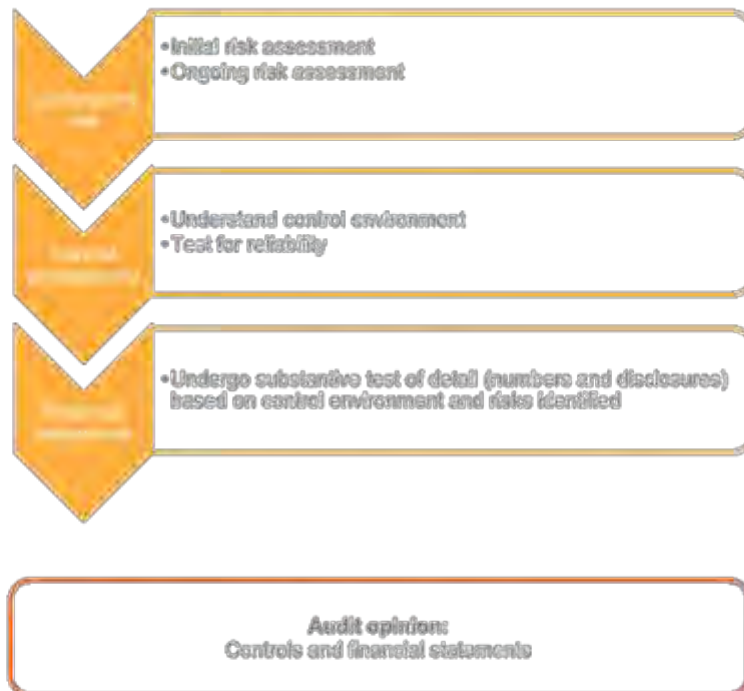 •Initial risk assessment
•Ongoing risk assessment
•Understand control environment
•Test for reliability
•Undergo substantive test of detail (numbers and disclosures)
based on control environment and risks identified
Audit opinion:
Controls and financial statements